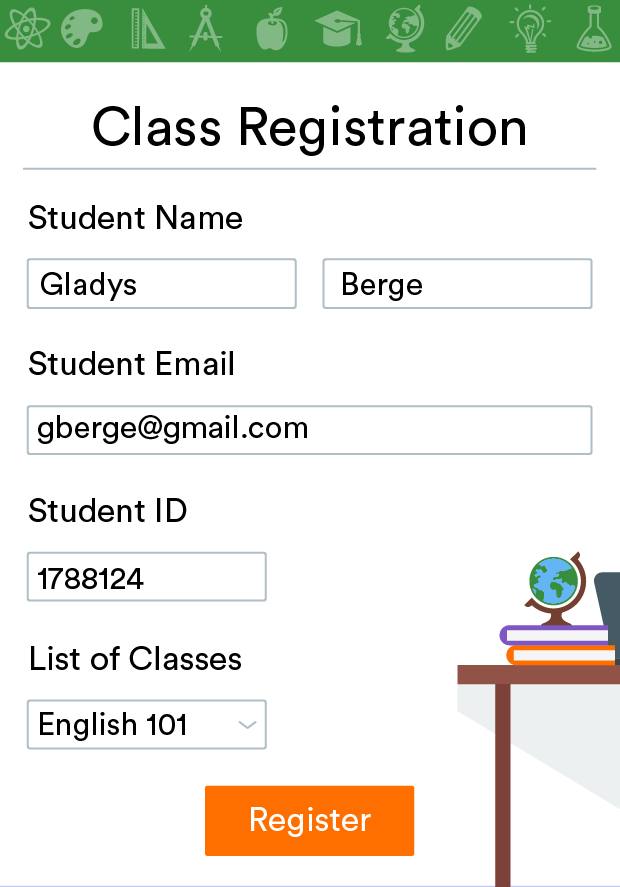 Class Registration
Student Name
Gladys Berge
Student Email
gberge@gmail.com
Student ID
1788124
List of Classes
English 101
Register